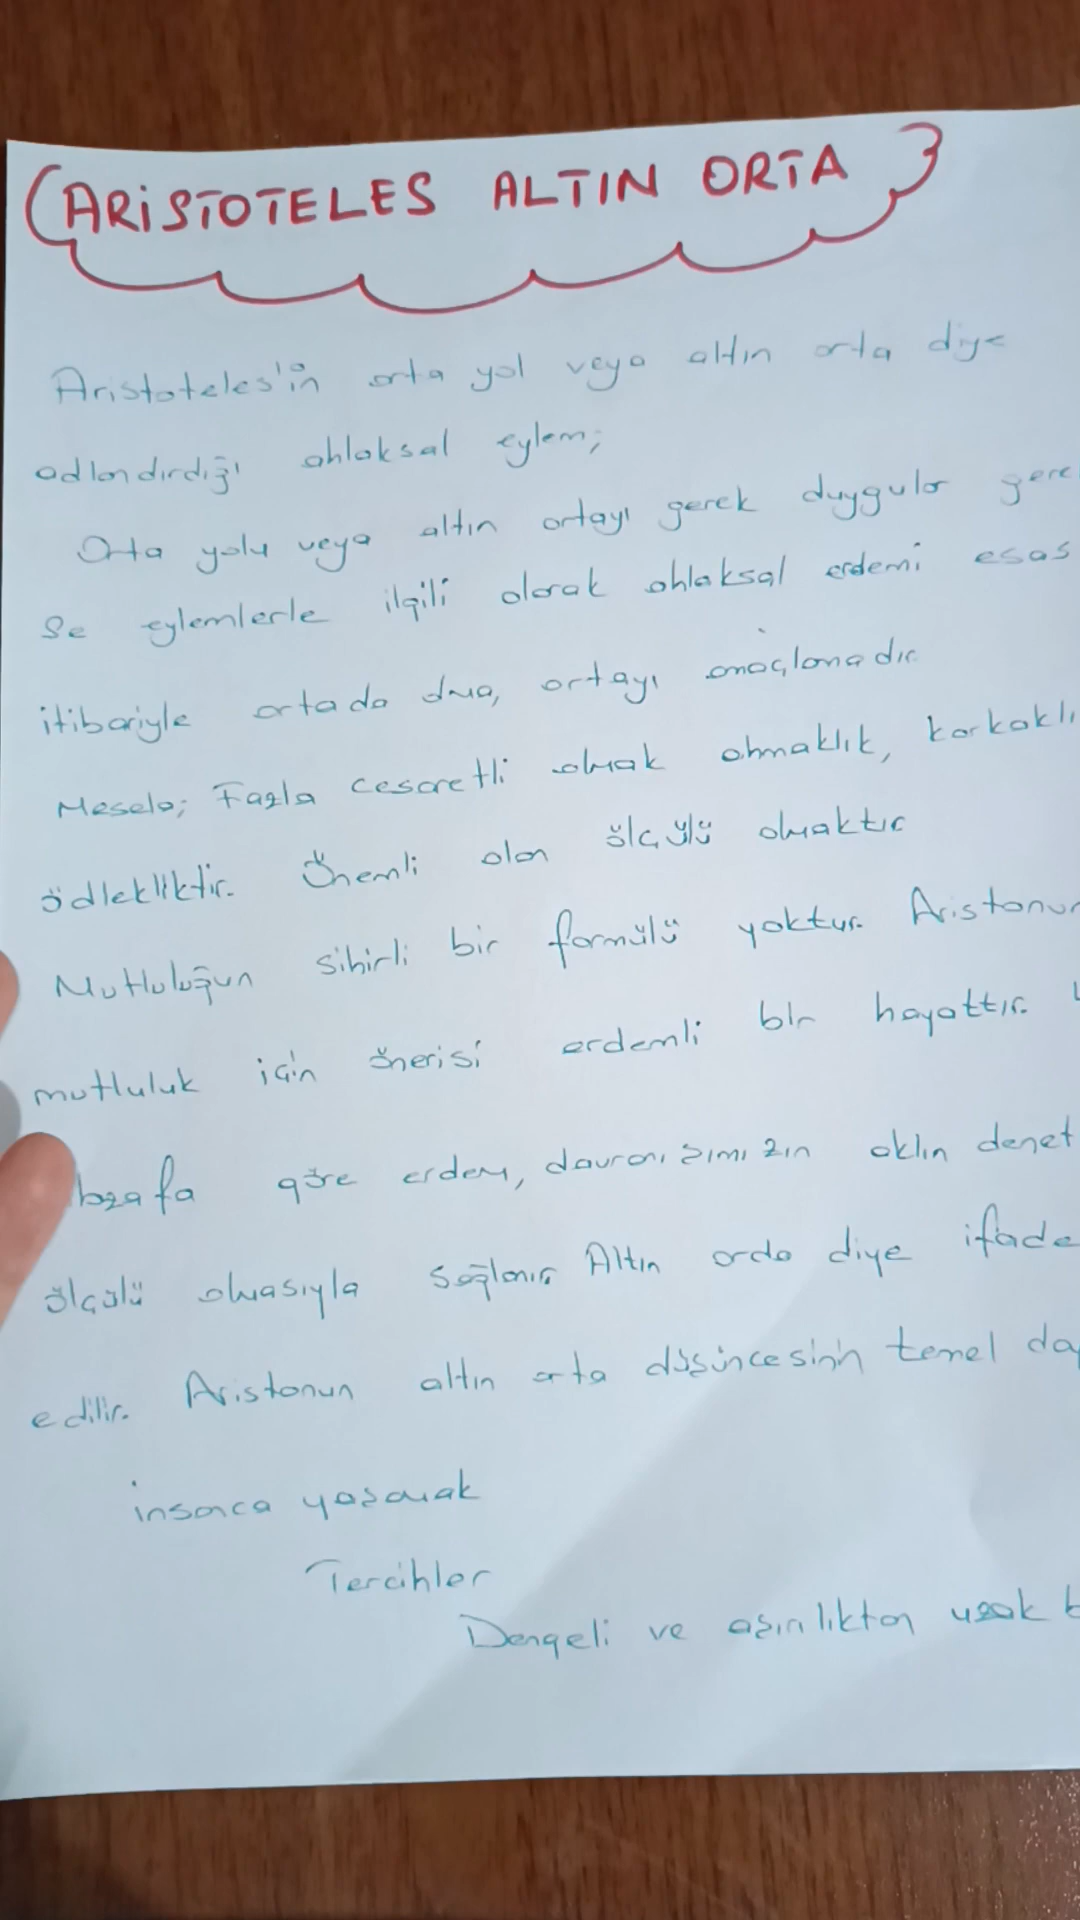 ARİSTOTELES ALTIN ORTA
Aristoteles'in orta yol veya altın orta diye
adlandırdığı ahlaksal eylem;
Orta yolu veya altın ortayı gerek duygular gere
se eylemlerle ilgili olarak ahlaksal erdemi esas
itibariyle ortada olma, ortayı amaçlamadır
Mesela; Fazla cesaretli olmak ahmaklık, korkaklı
ödlekliktir. Önemli olan ölçülü olmaktır
Mutluluğun sihirli bir formülü yoktur. Aristonun
mutluluk için önerisi erdemli bir hayattır.
göre erdem, davranışımızın aklın denet
ölçülü olmasıyla sağlanır Altın orda diye ifade
edilir. Aristonun altın orta düşüncesinin temel da
insanca yaşamak
Tercihler
Dengeli ve aşırılıktan uzak